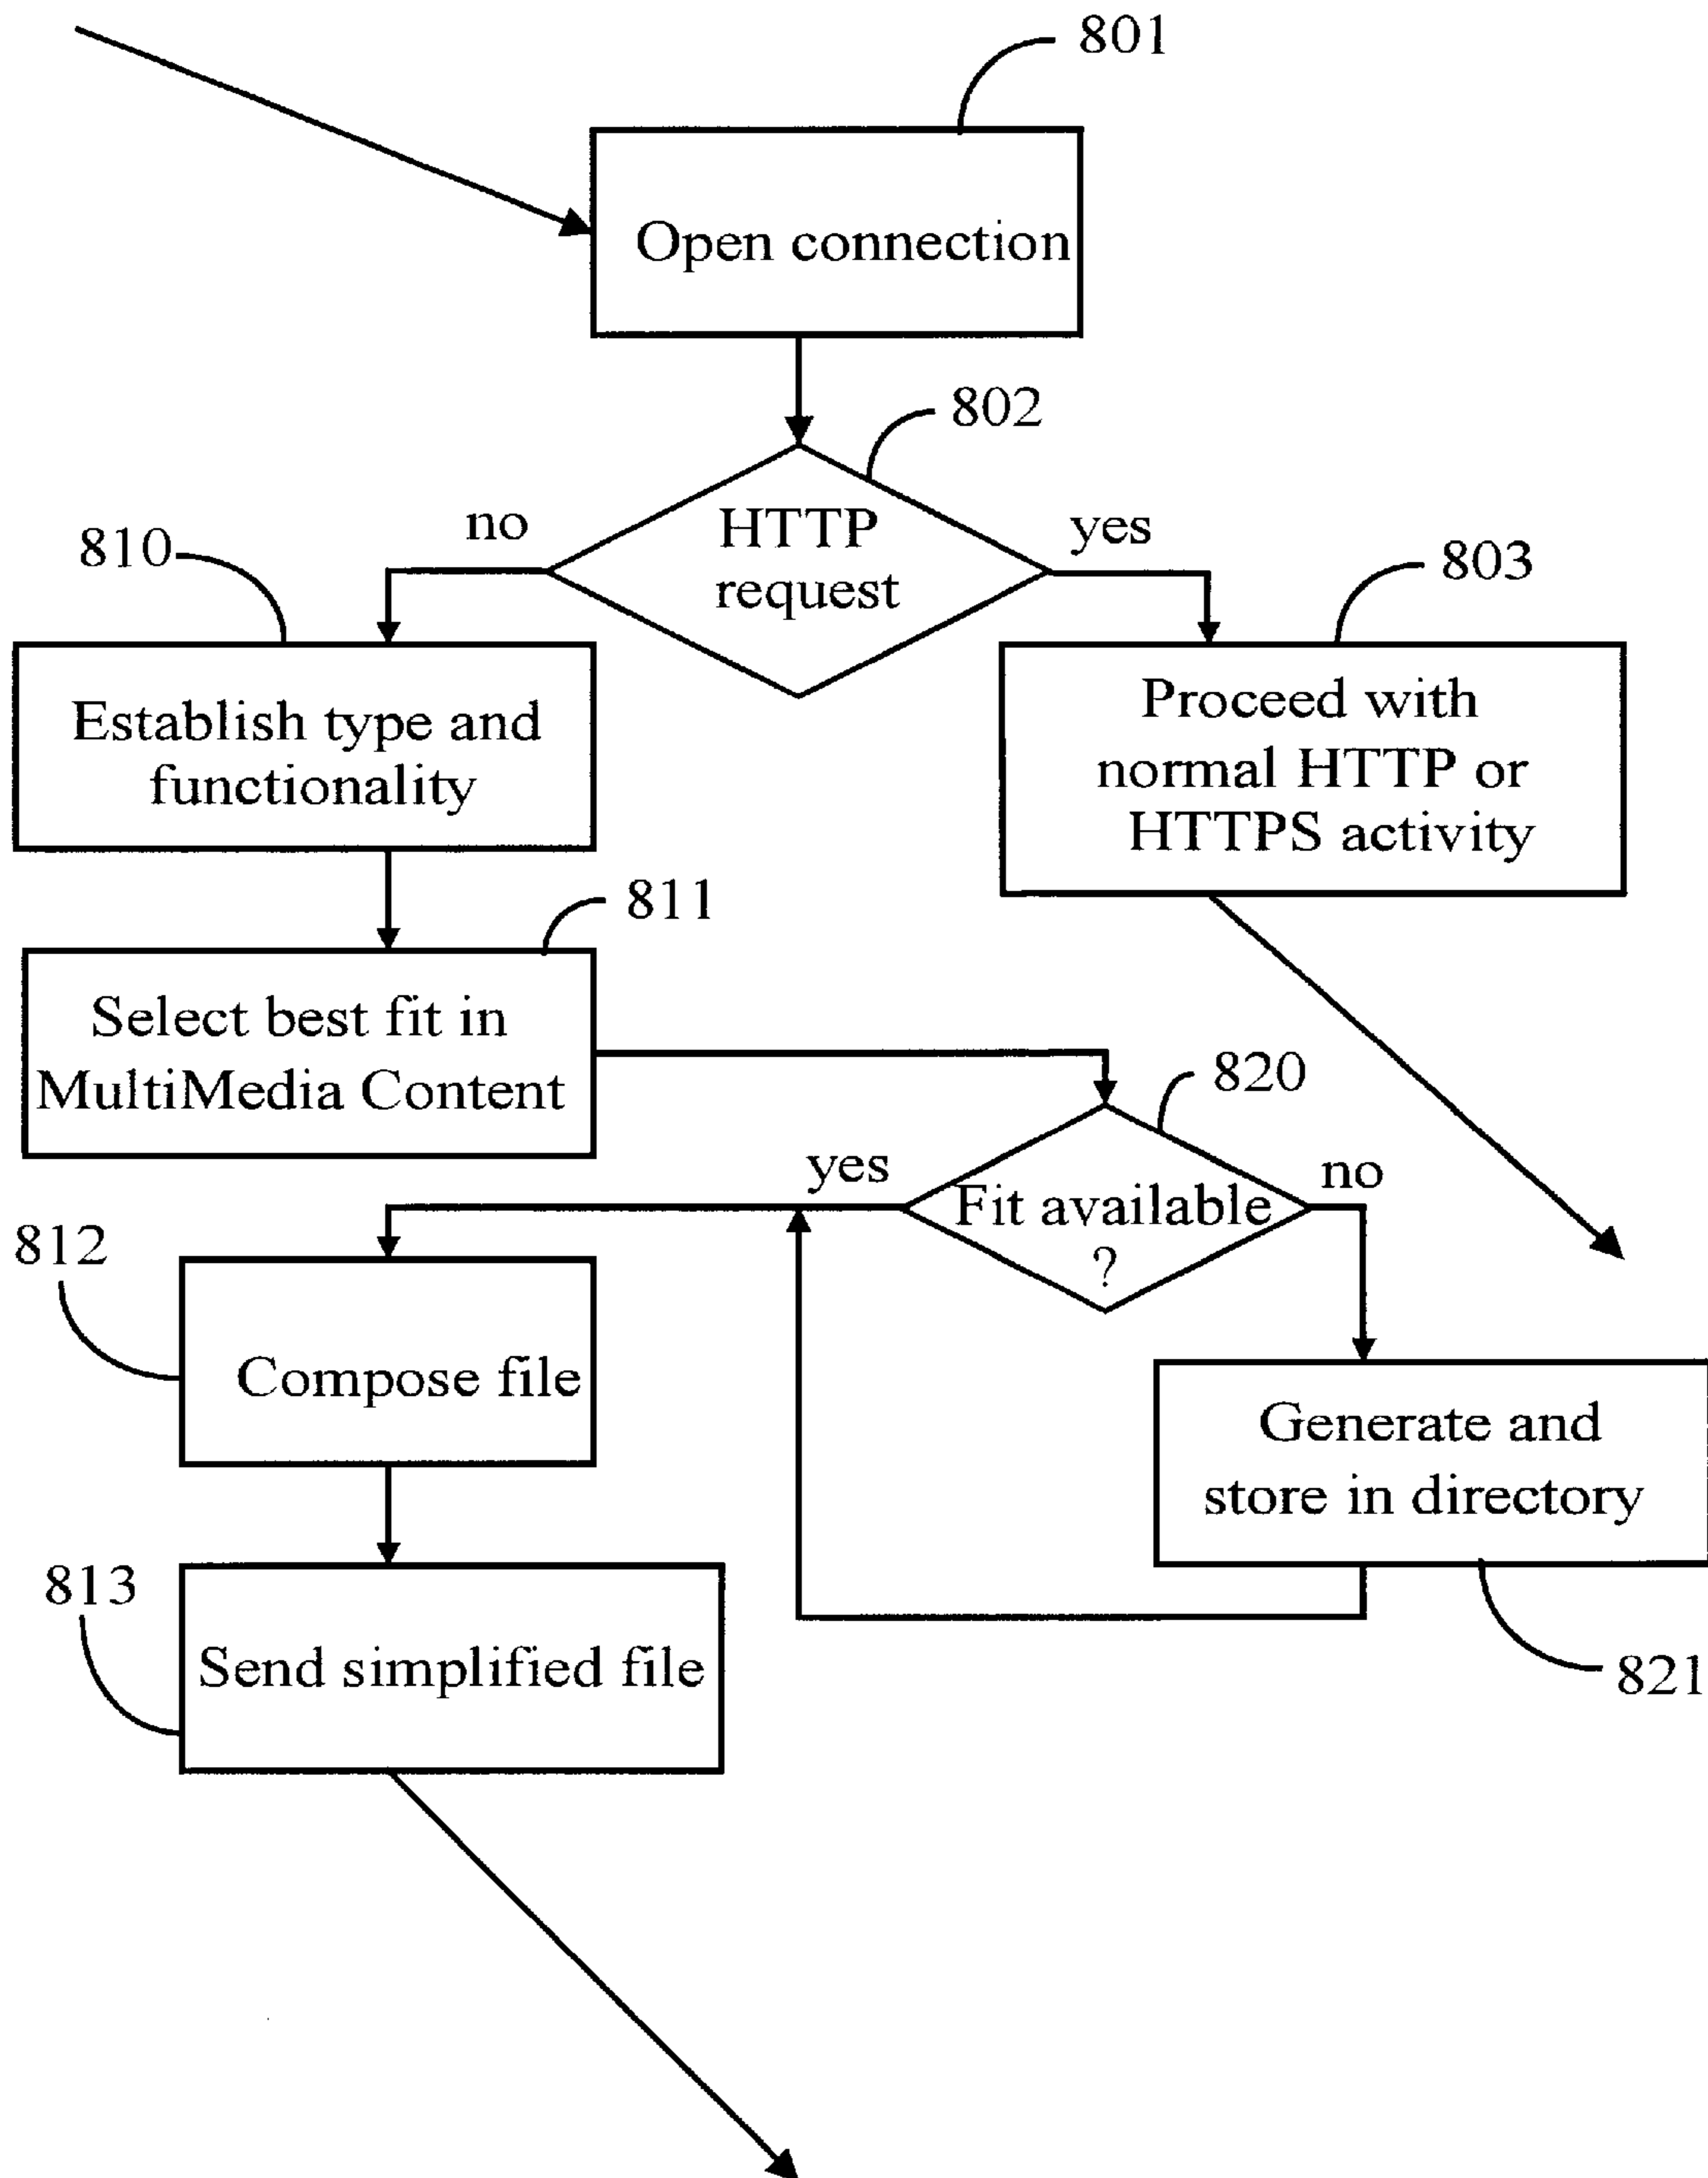 801
Open connection
802
no
HTTP
request
yes
810
803
Establish type and
functionality
Proceed with
normal HTTP or
HTTPS activity
811
Select best fit in
MultiMedia Content
820
yes
Fit available
?
no
812
Compose file
Generate and
store in directory
813
Send simplified file
821